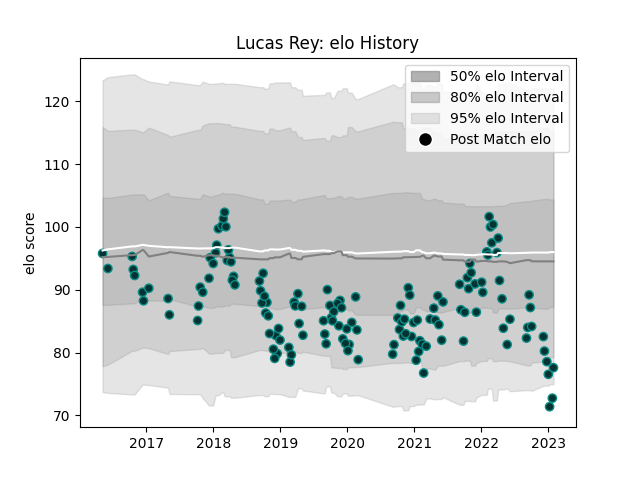 Lucas Rey: elo History
50% elo Interval
80% elo Interval
95% elo Interval
Post Match elo
elo score
120
110
100
90
80
70
2017 2018 2019 2020 2021 2022 2023